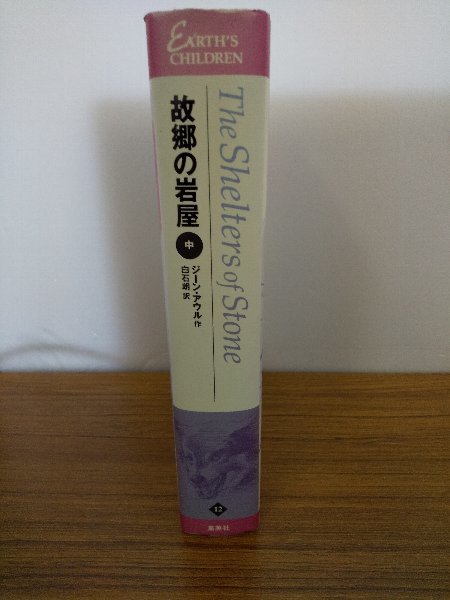 EARTH'S
CHILDREN
The Shelters of Stone
故郷の岩屋
中
ジーン・アウル 作
白石朗 訳
12
集英社